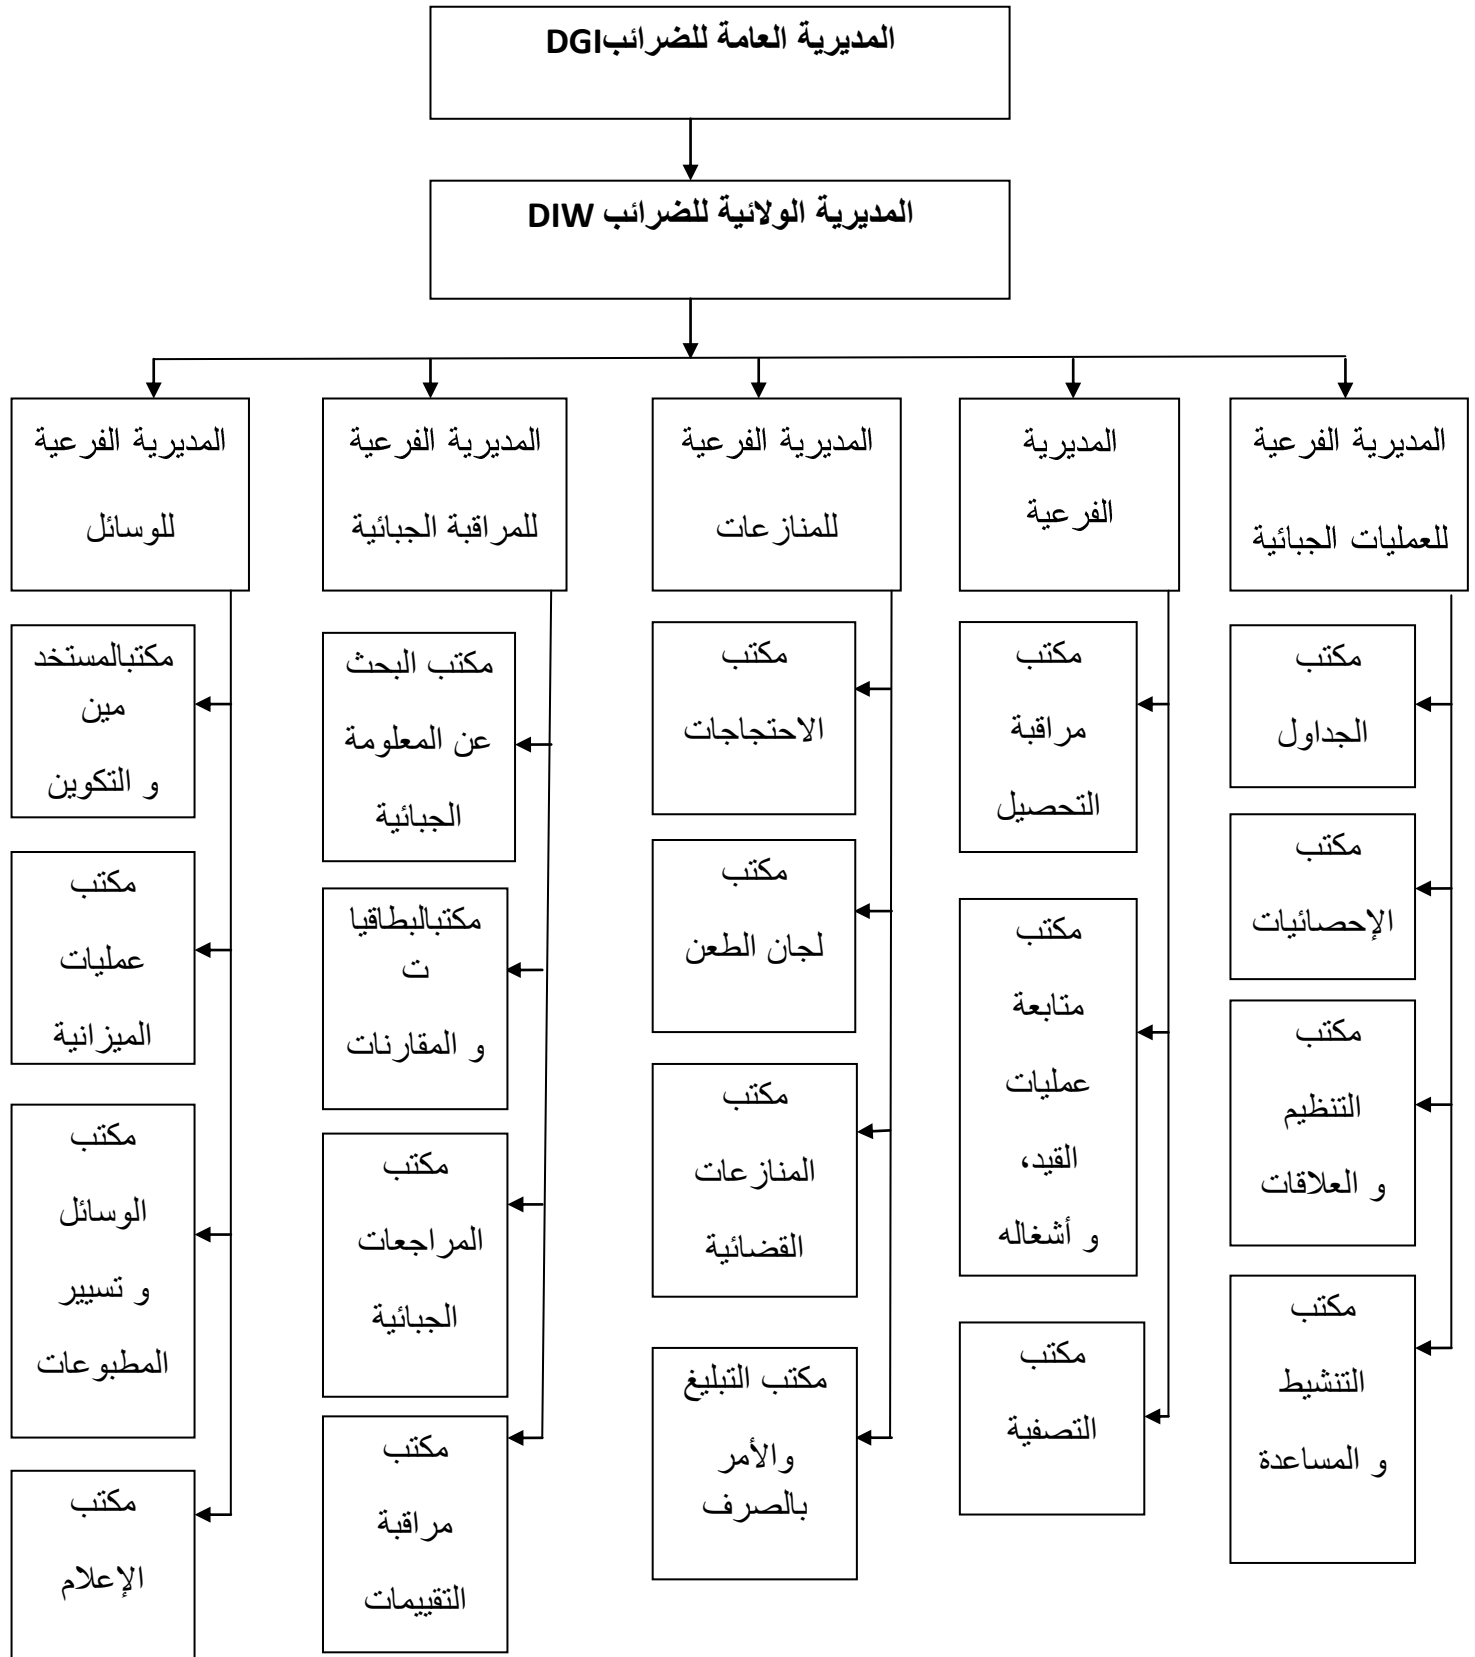 المديرية العامة للضرائبDGI
المديرية الولائية للضرائب DIW
المديرية الفرعية
للعمليات الجبائية
المديرية
الفرعية
المديرية الفرعية
للمنازعات
المديرية الفرعية
للمراقبة الجبائية
المديرية الفرعية
للوسائل
مكتب
الجداول
مكتب
الإحصائيات
مكتب
التنظيم
و العلاقات
مكتب
التنشيط
و المساعدة
مكتب
مراقبة
التحصيل
مكتب
متابعة
عمليات
القيد،
و أشغاله
مكتب
التصفية
مكتب
الاحتجاجات
مكتب
لجان الطعن
مكتب
المنازعات
القضائية
مكتب التبليغ
والأمر
بالصرف
مكتب البحث
عن المعلومة
الجبائية
مكتبالبطاقيا
ت
و المقارنات
مكتب
المراجعات
الجبائية
مكتب
مراقبة
التقييمات
مكتبالمستخد
مين
و التكوين
مكتب
عمليات
الميزانية
مكتب
الوسائل
و تسيير
المطبوعات
مكتب
الإعلام